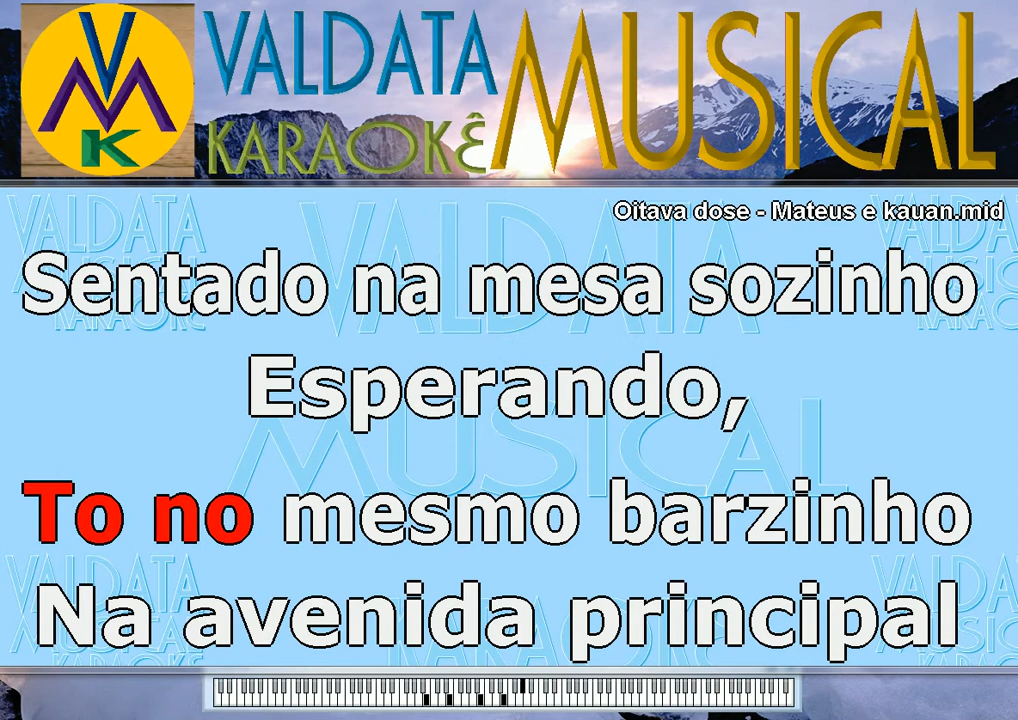 VALDATA MUSICAL
KARAOKÊ
VMK
Oitava dose - Mateus e kauan.mid
Sentado na mesa sozinho
Esperando,
To no mesmo barzinho
Na avenida principal